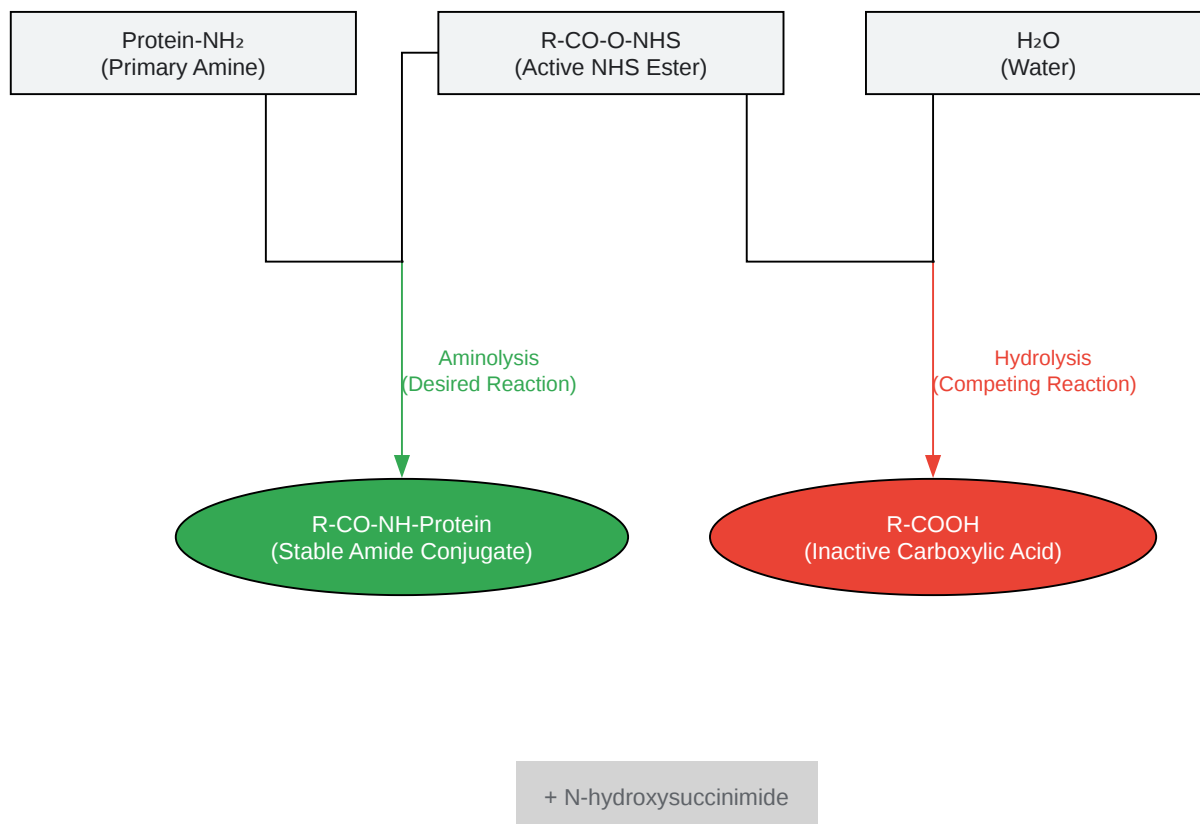 Protein-NH₂
(Primary Amine)
R-CO-O-NHS
(Active NHS Ester)
H₂O
(Water)
Aminolysis
(Desired Reaction)
Hydrolysis
(Competing Reaction)
R-CO-NH-Protein
(Stable Amide Conjugate)
R-COOH
(Inactive Carboxylic Acid)
+ N-hydroxysuccinimide